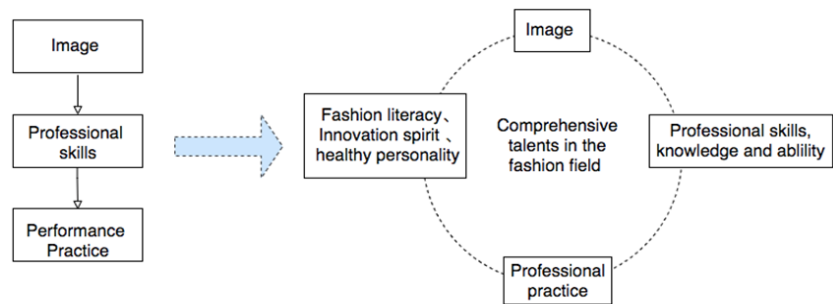 Image
Professional
skills
Performance
Practice
Image
Fashion literacy、
Innovation spirit 、
healthy personality
Comprehensive
talents in the
fashion field
Professional skills,
knowledge and ablility
Professional
practice